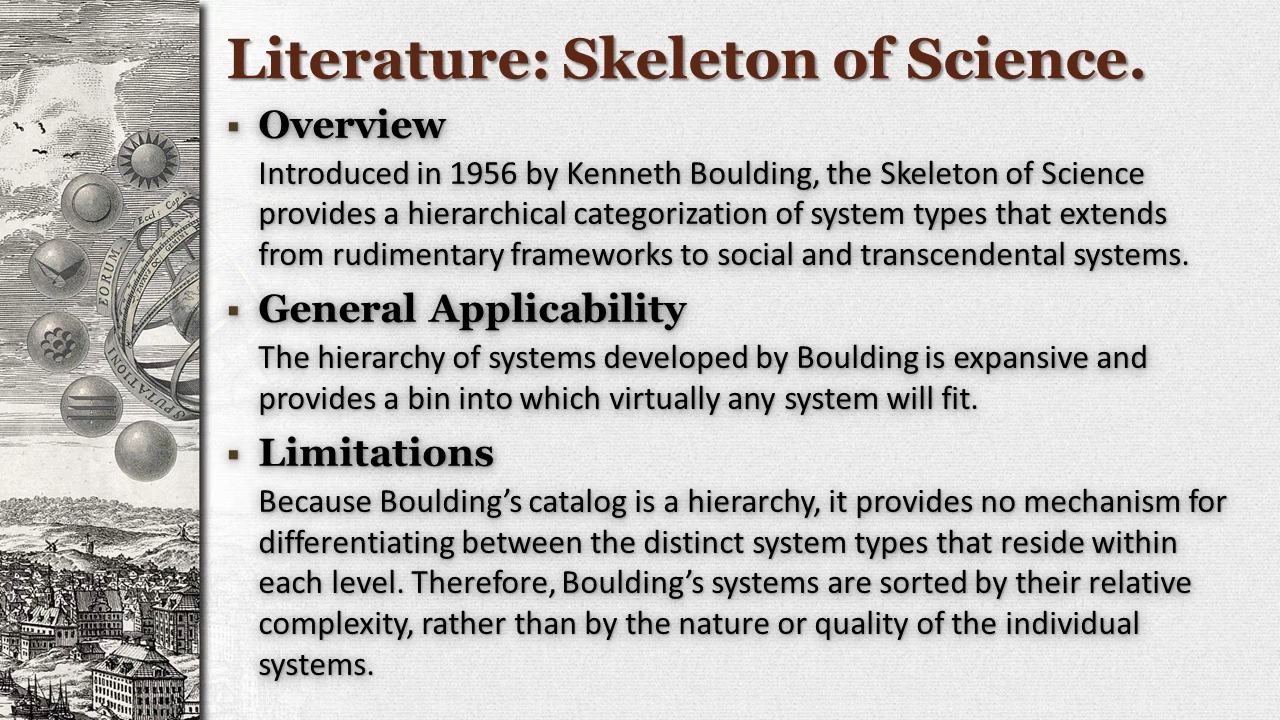 Literature: Skeleton of Science.
▪ Overview
Introduced in 1956 by Kenneth Boulding, the Skeleton of Science
provides a hierarchical categorization of system types that extends
from rudimentary frameworks to social and transcendental systems.
▪ General Applicability
The hierarchy of systems developed by Boulding is expansive and
provides a bin into which virtually any system will fit.
▪ Limitations
Because Boulding’s catalog is a hierarchy, it provides no mechanism for
differentiating between the distinct system types that reside within
each level. Therefore, Boulding’s systems are sorted by their relative
complexity, rather than by the nature or quality of the individual
systems.